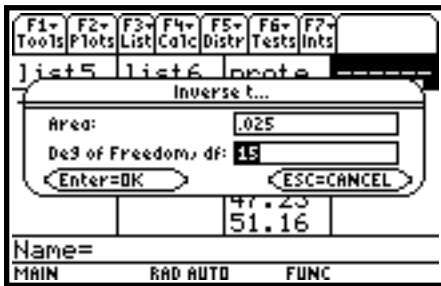 F1▾ F2▾ F3▾ F4▾ F5▾ F6▾ F7▾
Tools Plots List Calc Distr Tests Ints
list5 list6 prote ------
Inverse t...
Area: .025
Deg of Freedom, df: 15
Enter=OK ESC=CANCEL
47.23
51.16
Name=
MAIN RAD AUTO FUNC